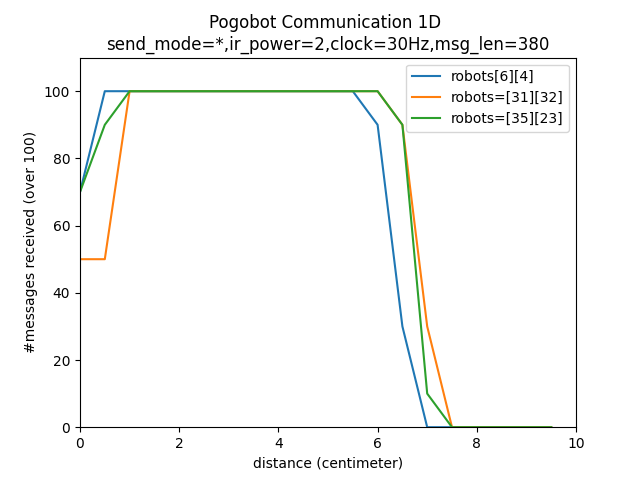 Pogobot Communication 1D
send_mode=*,ir_power=2,clock=30Hz,msg_len=380
robots[6][4]
robots=[31][32]
robots=[35][23]
#messages received (over 100)
100
80
60
40
20
0
0 2 4 6 8 10
distance (centimeter)